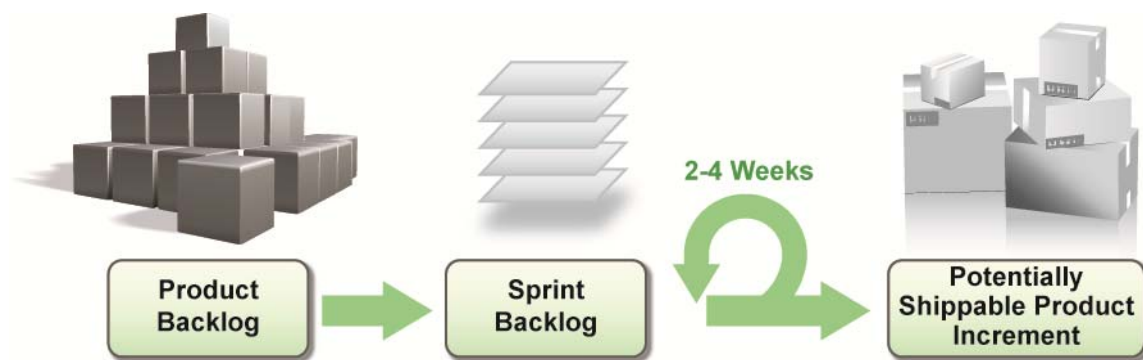 2-4 Weeks
Product
Backlog
Sprint
Backlog
Potentially
Shippable Product
Increment